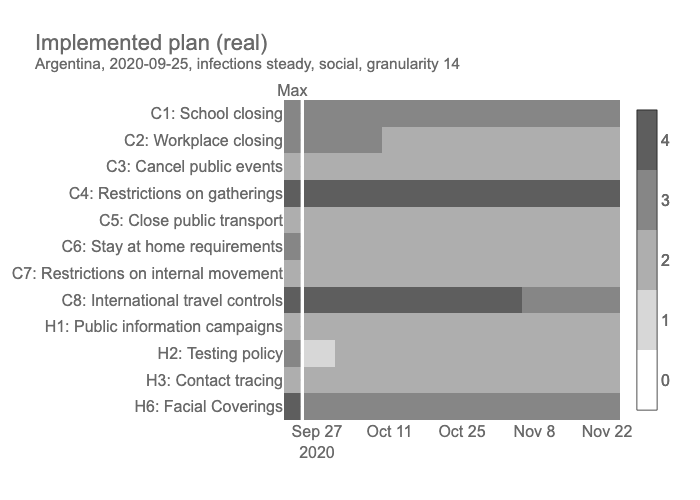 Implemented plan (real)
Argentina, 2020-09-25, infections steady, social, granularity 14
Max
C1: School closing
C2: Workplace closing
C3: Cancel public events
C4: Restrictions on gatherings
C5: Close public transport
C6: Stay at home requirements
C7: Restrictions on internal movement
C8: International travel controls
H1: Public information campaigns
H2: Testing policy
H3: Contact tracing
H6: Facial Coverings
4
3
2
1
0
Sep 27 Oct 11 Oct 25 Nov 8 Nov 22
2020